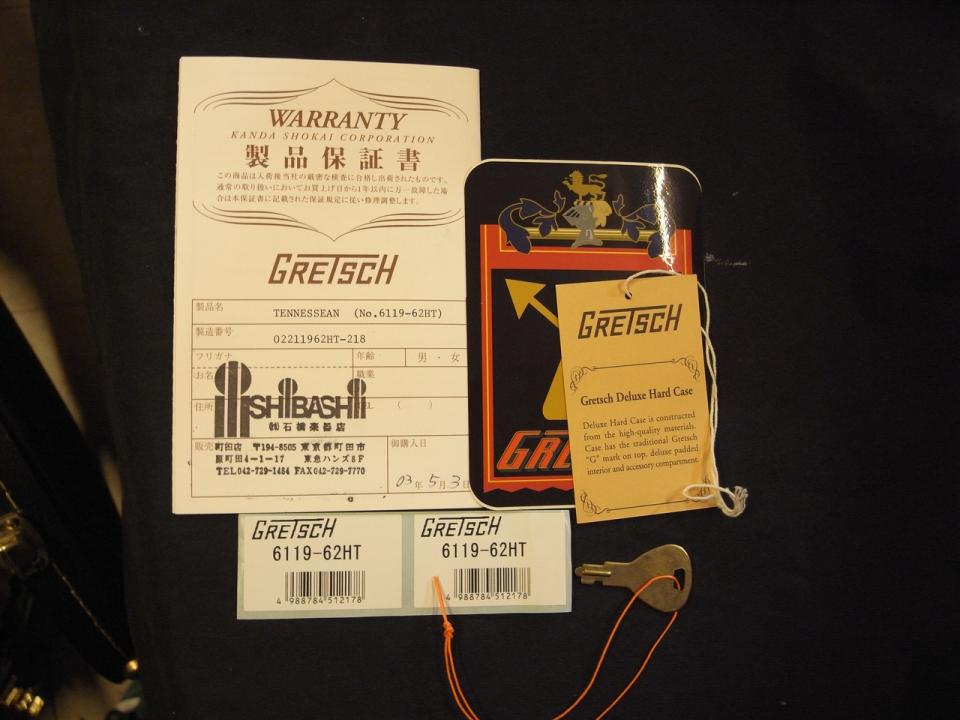 WARRANTY
KANDA SHOKAI CORPORATION
製品保証書
この商品は入荷後当社の厳密な検査に合格し出荷されたものです。
通常の取り扱いにおいてお買上げ日から1年以内に万一故障した場
合は本保証書に記載された保証規定に従い修理調整します。
GRETSCH
製品名 TENNESSEAN (No.6119-62HT)
製造番号 02211962HT-218
フリガナ 年齢 男・女
お名 職業
住所 ( )
ISHIBASHI
㈱石橋楽器店
販売 町田店 〒194-8505 東京都町田市
原町田4-1-17 東急ハンズ8F
TEL042-729-1484 FAX042-729-7770
御購入日
03年5月3日
GRE
GRETSCH
Gretsch Deluxe Hard Case
Deluxe Hard Case is constructed
from the high-quality materials.
Case has the traditional Gretsch
"G" mark on top, deluxe padded
interior and accessory compartment.
GRETSCH
6119-62HT
4 988784 512178
GRETSCH
6119-62HT
4 988784 512178